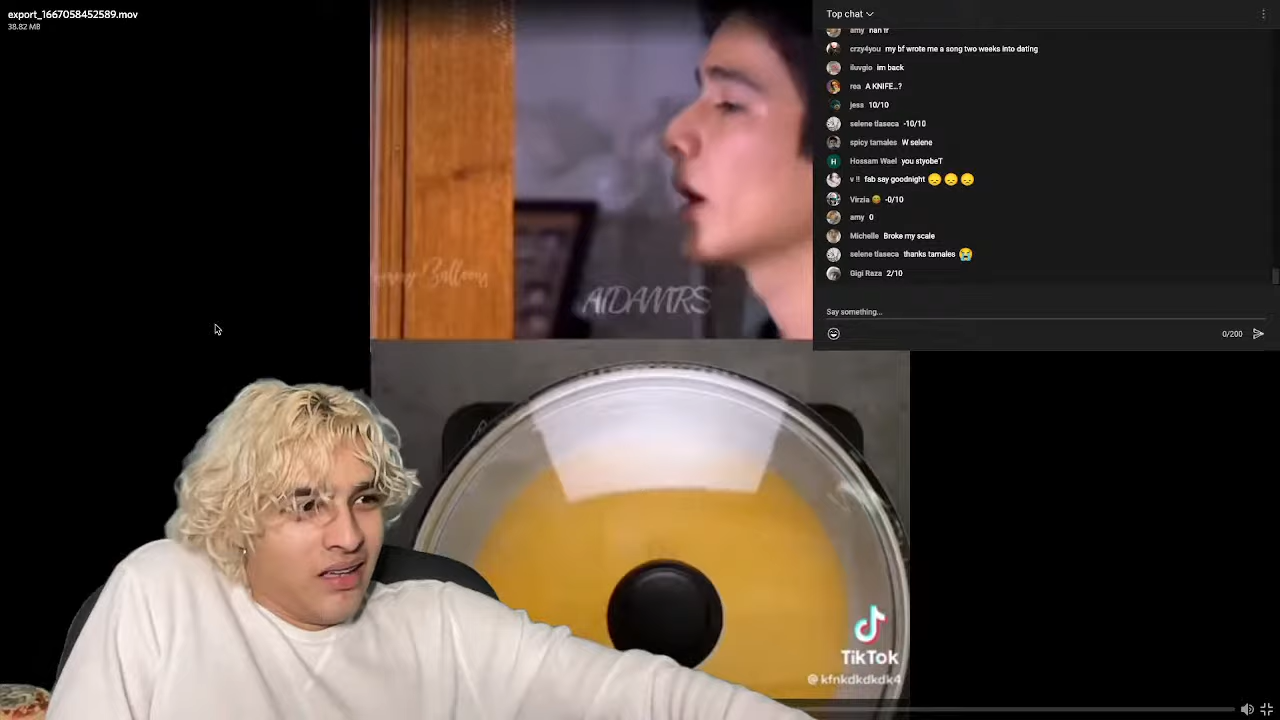 export_1667058452589.mov
38.82 MB
Top chat
amy nah fr
crzy4you my bf wrote me a song two weeks into dating
iluvgio im back
rea A KNIFE..?
jess 10/10
selene tlaseca -10/10
spicy tamales W selene
H Hossam Wael you styobeT
v !! fab say goodnight 😞 😞 😞
Virzia -0/10
amy 0
Michelle Broke my scale
selene tlaseca thanks tamales 😭
Gigi Raza 2/10
Say something...
0/200
Balloons
AIDAMRS
TikTok
@kfnkdkdkdk4